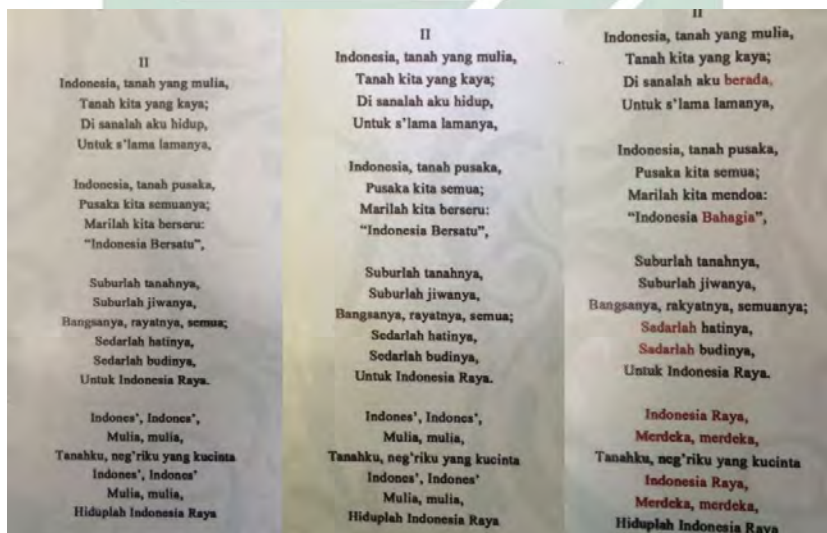 II
Indonesia, tanah yang mulia,
Tanah kita yang kaya;
Di sanalah aku hidup,
Untuk s'lama lamanya,
Indonesia, tanah pusaka,
Pusaka kita semuanya;
Marilah kita berseru:
"Indonesia Bersatu",
Suburlah tanahnya,
Suburlah jiwanya,
Bangsanya, rayatnya, semua;
Sedarlah hatinya,
Sedarlah budinya,
Untuk Indonesia Raya.
Indones', Indones',
Mulia, mulia,
Tanahku, neg'riku yang kucinta
Indones', Indones'
Mulia, mulia,
Hiduplah Indonesia Raya
II
Indonesia, tanah yang mulia,
Tanah kita yang kaya;
Di sanalah aku hidup,
Untuk s'lama lamanya,
Indonesia, tanah pusaka,
Pusaka kita semua;
Marilah kita berseru:
"Indonesia Bersatu",
Suburlah tanahnya,
Suburlah jiwanya,
Bangsanya, rayatnya, semua;
Sedarlah hatinya,
Sedarlah budinya,
Untuk Indonesia Raya.
Indones', Indones',
Mulia, mulia,
Tanahku, neg'riku yang kucinta
Indones', Indones'
Mulia, mulia,
Hiduplah Indonesia Raya
II
Indonesia, tanah yang mulia,
Tanah kita yang kaya;
Di sanalah aku berada,
Untuk s'lama lamanya,
Indonesia, tanah pusaka,
Pusaka kita semua;
Marilah kita mendoa:
"Indonesia Bahagia",
Suburlah tanahnya,
Suburlah jiwanya,
Bangsanya, rakyatnya, semuanya;
Sadarlah hatinya,
Sadarlah budinya,
Untuk Indonesia Raya.
Indonesia Raya,
Merdeka, merdeka,
Tanahku, neg'riku yang kucinta
Indonesia Raya,
Merdeka, merdeka,
Hiduplah Indonesia Raya